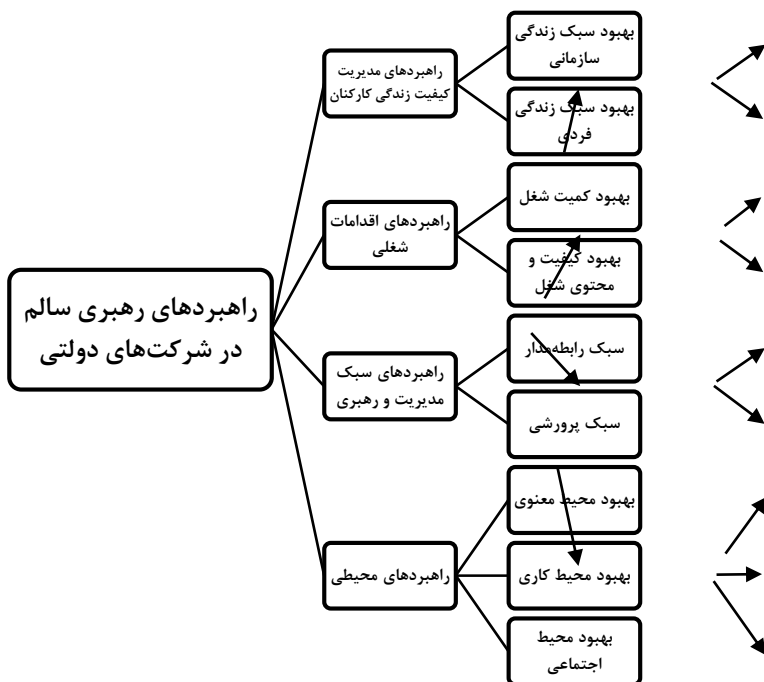 راهبردهای رهبری سالم
در شرکت‌های دولتی
راهبردهای مدیریت
کیفیت زندگی کارکنان
بهبود سبک زندگی
سازمانی
بهبود سبک زندگی
فردی
راهبردهای اقدامات
شغلی
بهبود کمیت شغل
بهبود کیفیت و
محتوی شغل
راهبردهای سبک
مدیریت و رهبری
سبک رابطه‌مدار
سبک پرورشی
راهبردهای محیطی
بهبود محیط معنوی
بهبود محیط کاری
بهبود محیط
اجتماعی